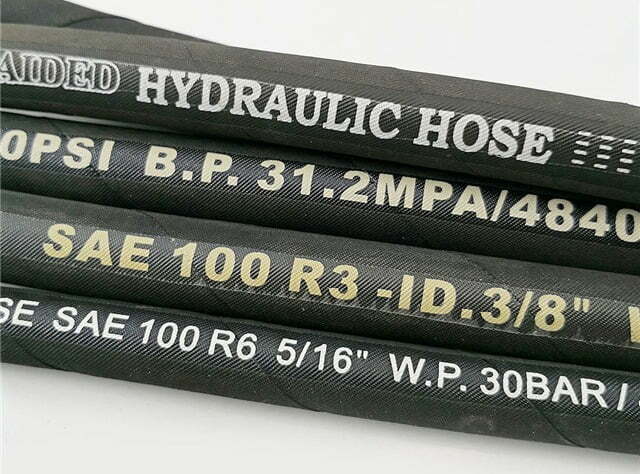 AIDED HYDRAULIC HOSE
0PSI B.P. 31.2MPA/4840
SAE 100 R3 -ID.3/8" W
SE SAE 100 R6 5/16" W.P. 30BAR /